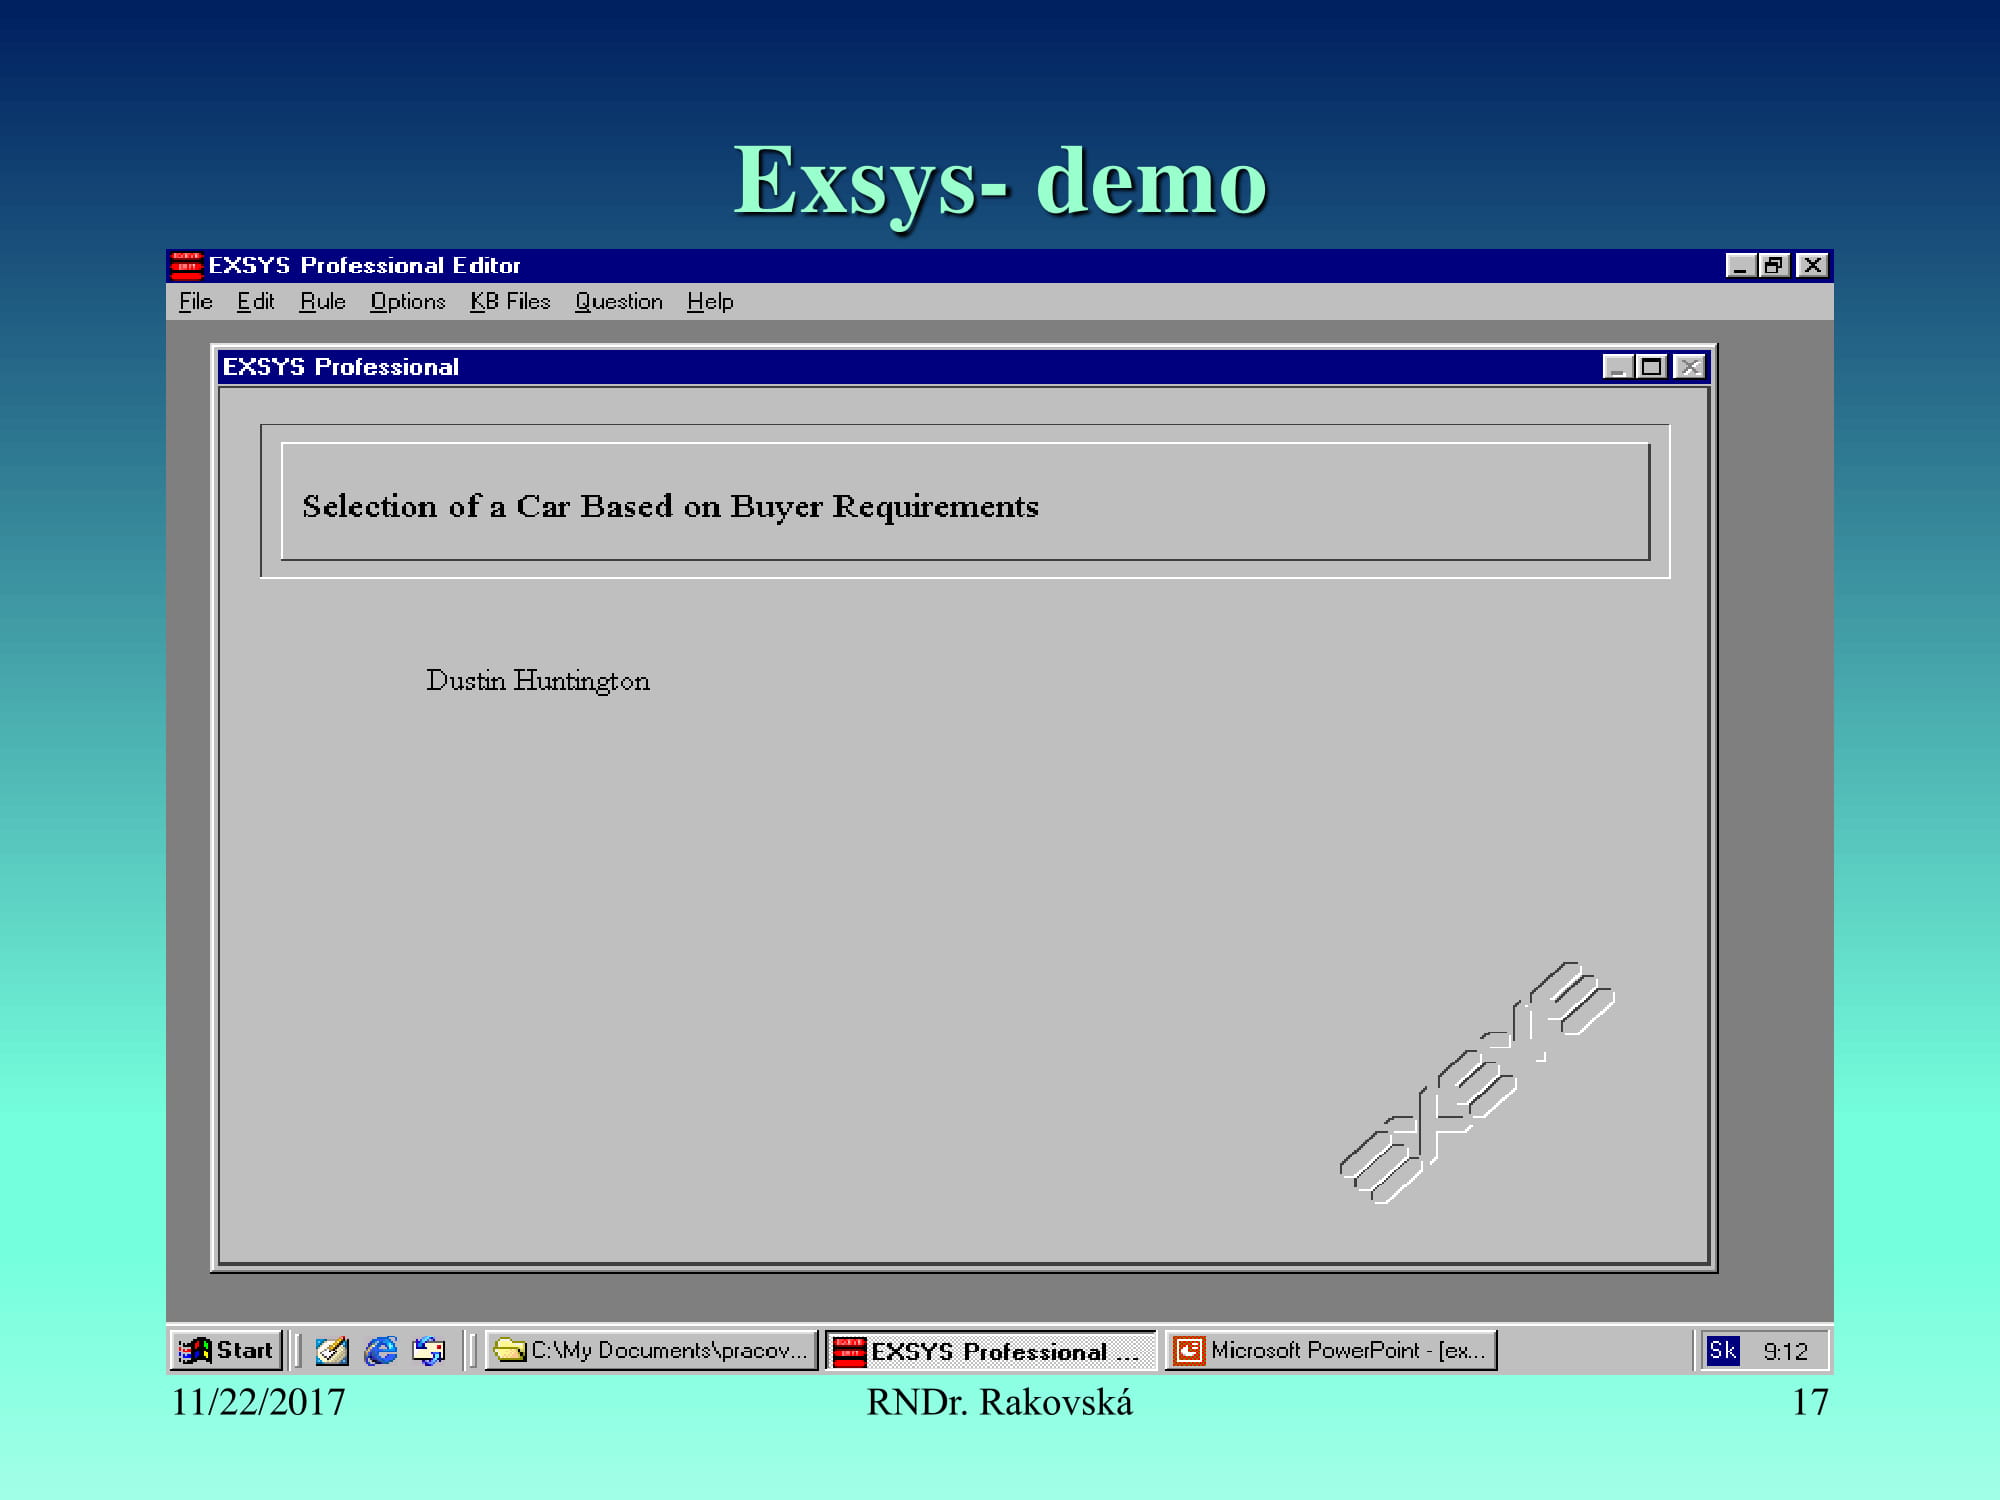 Exsys- demo
EXSYS Professional Editor
File Edit Rule Options KB Files Question Help
EXSYS Professional
Selection of a Car Based on Buyer Requirements
Dustin Huntington
Start C:\My Documents\pracov... EXSYS Professional ... Microsoft PowerPoint - [ex... Sk 9:12
11/22/2017 RNDr. Rakovská 17